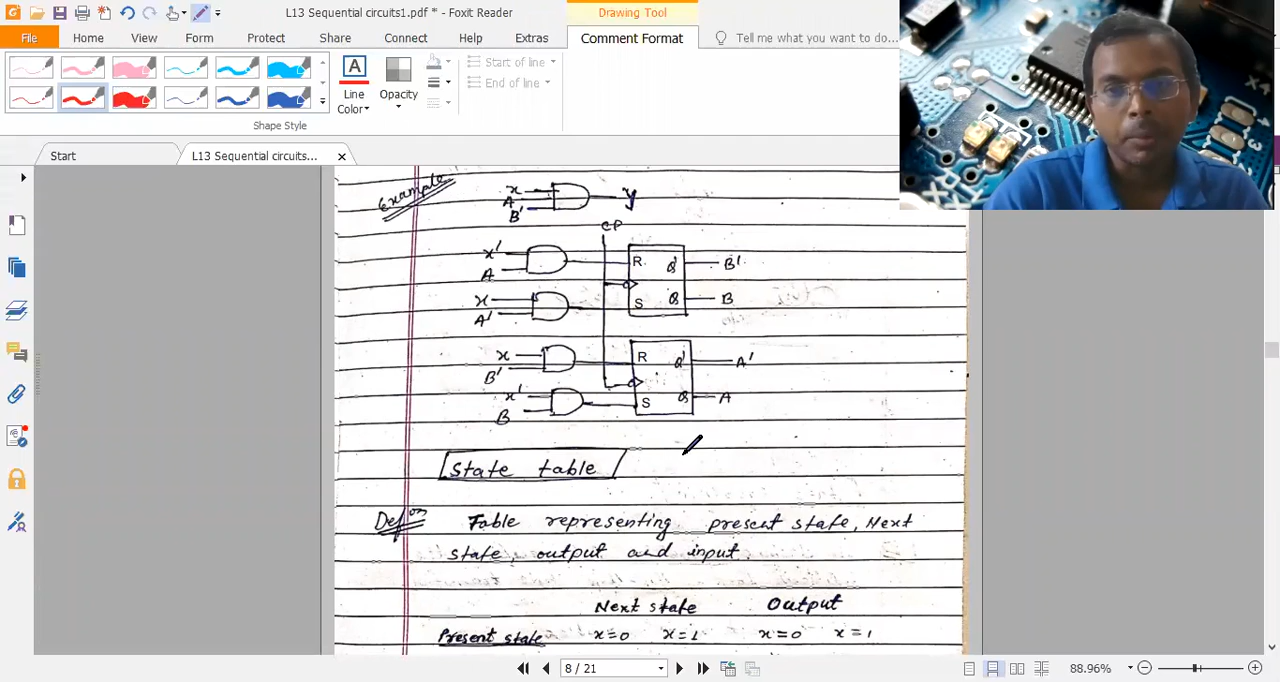 L13 Sequential circuits1.pdf * - Foxit Reader
Drawing Tool
File Home View Form Protect Share Connect Help Extras Comment Format Tell me what you want to do...
Line Color
Opacity
Start of line
End of line
Shape Style
Start
L13 Sequential circuits...
Example
x
A
B'
y
CP
x'
A
R
Q'
B'
x
A'
S
Q
B
x
B'
R
Q'
A'
x'
B
S
Q
A
State table
Defon Table representing present state, Next
state, output and input.
Next state Output
Present state x=0 x=1 x=0 x=1
8 / 21
88.96%
X4